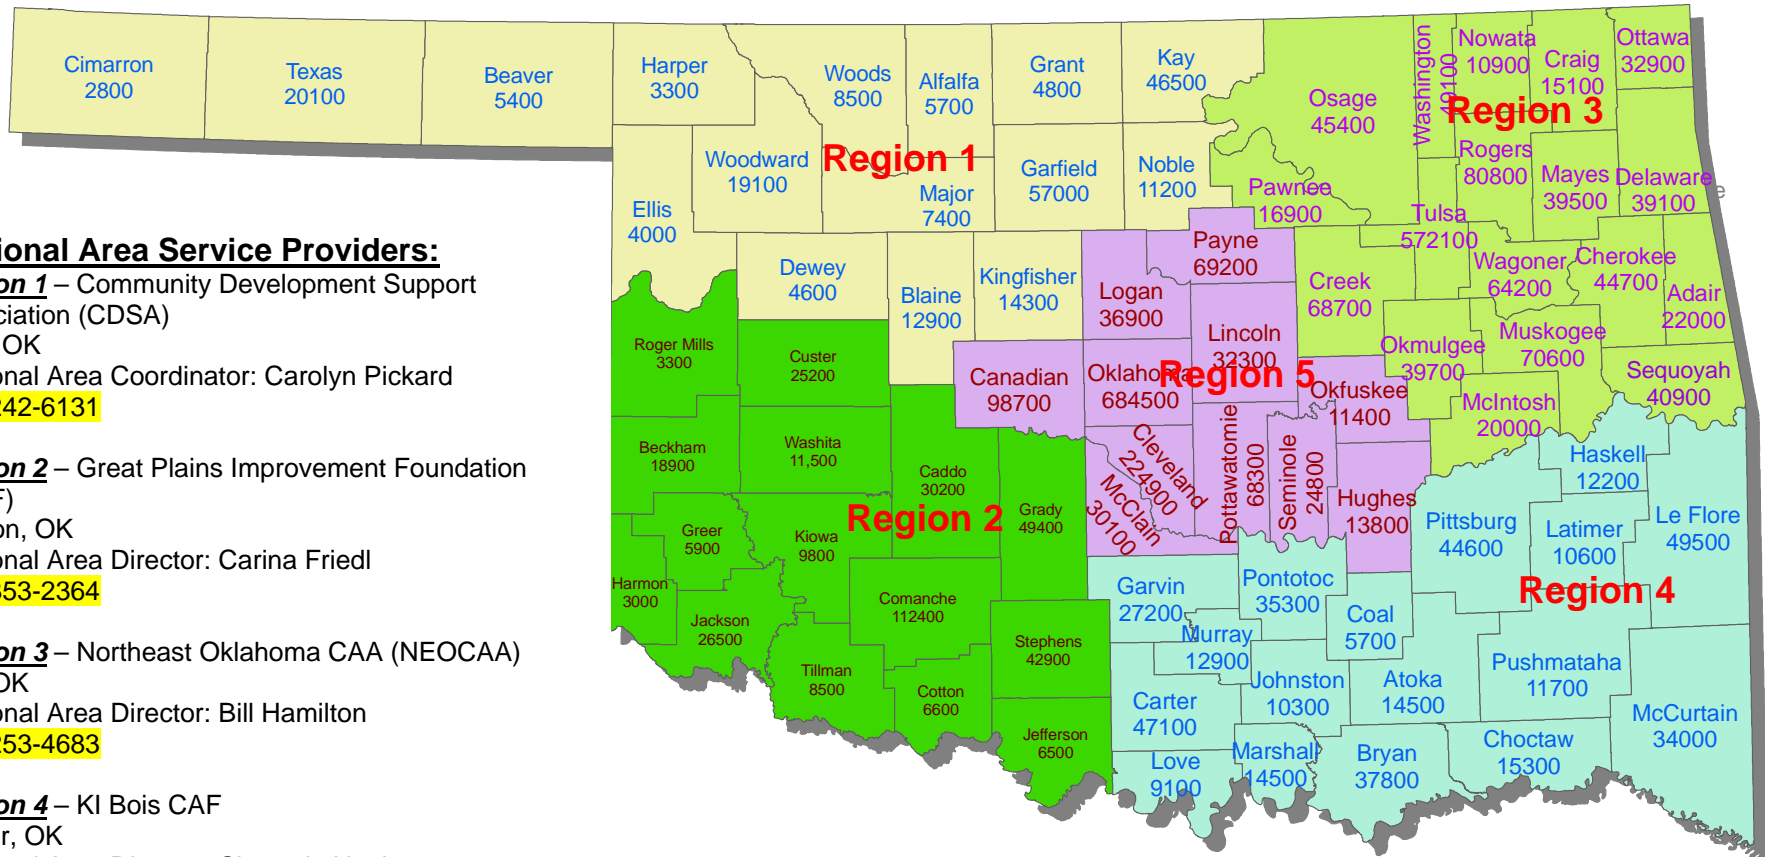 Cimarron
2800
Texas
20100
Beaver
5400
Harper
3300
Woods
8500
Alfalfa
5700
Grant
4800
Kay
46500
Osage
45400
Washington
49100
Nowata
10900
Craig
15100
Ottawa
32900
Region 3
Ellis
4000
Woodward
19100
Region 1
Major
7400
Garfield
57000
Noble
11200
Pawnee
16900
Rogers
80800
Mayes
39500
Delaware
39100
Tulsa
572100
Dewey
4600
Blaine
12900
Kingfisher
14300
Logan
36900
Payne
69200
Lincoln
32300
Creek
68700
Wagoner
64200
Cherokee
44700
Adair
22000
Okmulgee
39700
Muskogee
70600
Sequoyah
40900
McIntosh
20000
Roger Mills
3300
Custer
25200
Canadian
98700
Oklahoma
684500
Region 5
Okfuskee
11400
Beckham
18900
Washita
11,500
Caddo
30200
Grady
49400
Cleveland
224900
McClain
30100
Pottawatomie
68300
Seminole
24800
Hughes
13800
Haskell
12200
Pittsburg
44600
Latimer
10600
Le Flore
49500
Region 2
Greer
5900
Kiowa
9800
Harmon
3000
Jackson
26500
Comanche
112400
Stephens
42900
Tillman
8500
Cotton
6600
Jefferson
6500
Garvin
27200
Pontotoc
35300
Coal
5700
Region 4
Murray
12900
Johnston
10300
Atoka
14500
Pushmataha
11700
McCurtain
34000
Carter
47100
Love
9100
Marshall
14500
Bryan
37800
Choctaw
15300
ional Area Service Providers:
on 1 – Community Development Support
ciation (CDSA)
OK
onal Area Coordinator: Carolyn Pickard
242-6131
on 2 – Great Plains Improvement Foundation
F)
on, OK
onal Area Director: Carina Friedl
353-2364
on 3 – Northeast Oklahoma CAA (NEOCAA)
OK
onal Area Director: Bill Hamilton
253-4683
on 4 – KI Bois CAF
r, OK